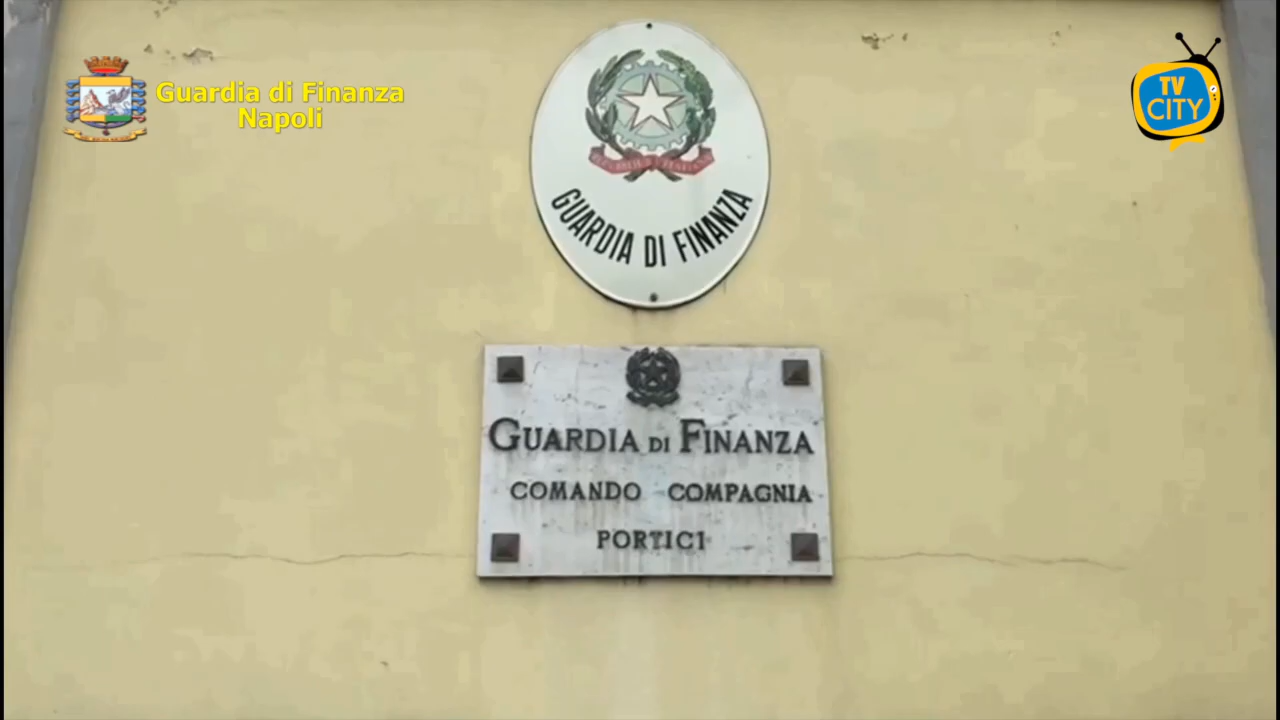 Guardia di Finanza
Napoli
TV
CITY
GUARDIA DI FINANZA
GUARDIA DI FINANZA
COMANDO COMPAGNIA
PORTICI